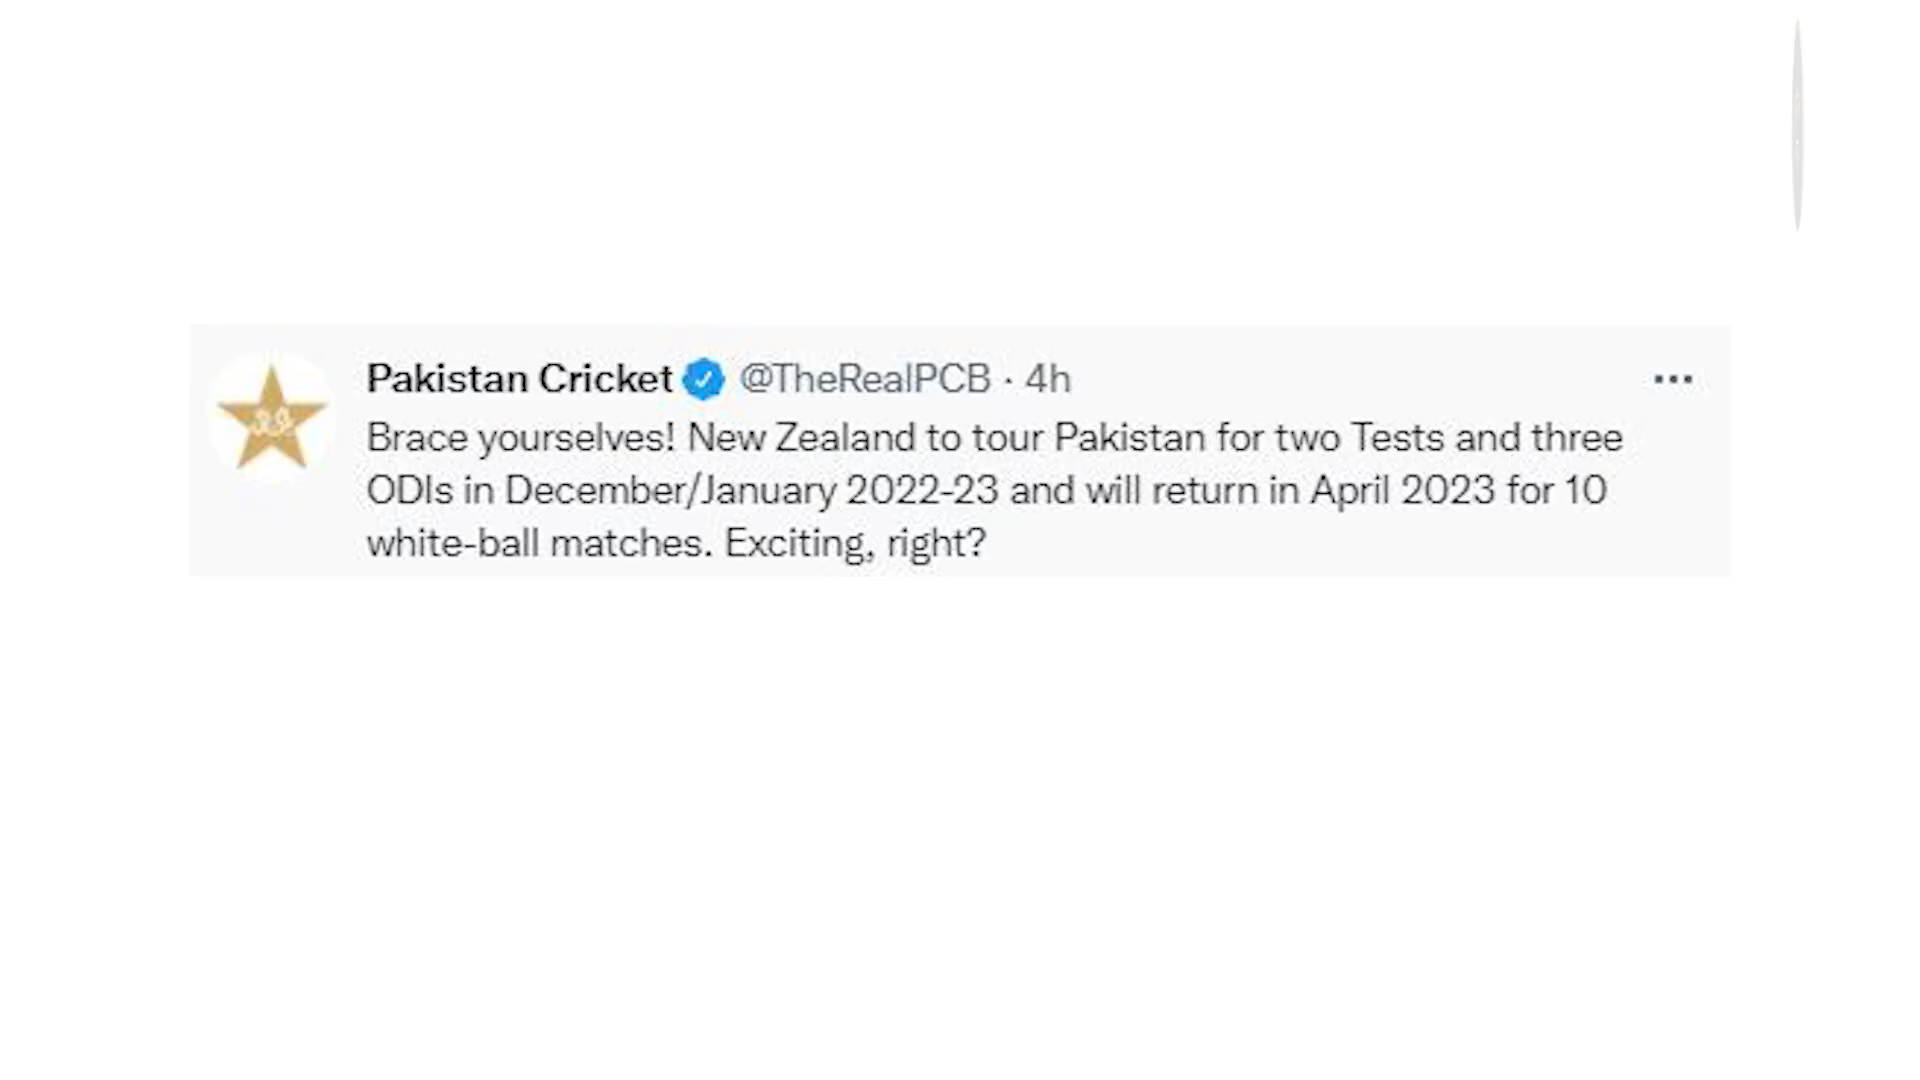 Pakistan Cricket @TheRealPCB · 4h
Brace yourselves! New Zealand to tour Pakistan for two Tests and three
ODIs in December/January 2022-23 and will return in April 2023 for 10
white-ball matches. Exciting, right?